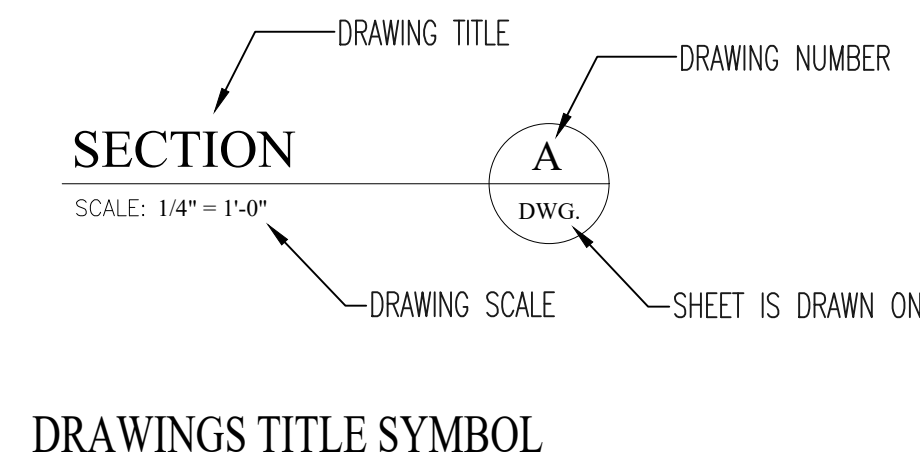 DRAWING TITLE
DRAWING NUMBER
SECTION
A
SCALE: 1/4" = 1'-0"
DWG.
DRAWING SCALE
SHEET IS DRAWN ON
DRAWINGS TITLE SYMBOL